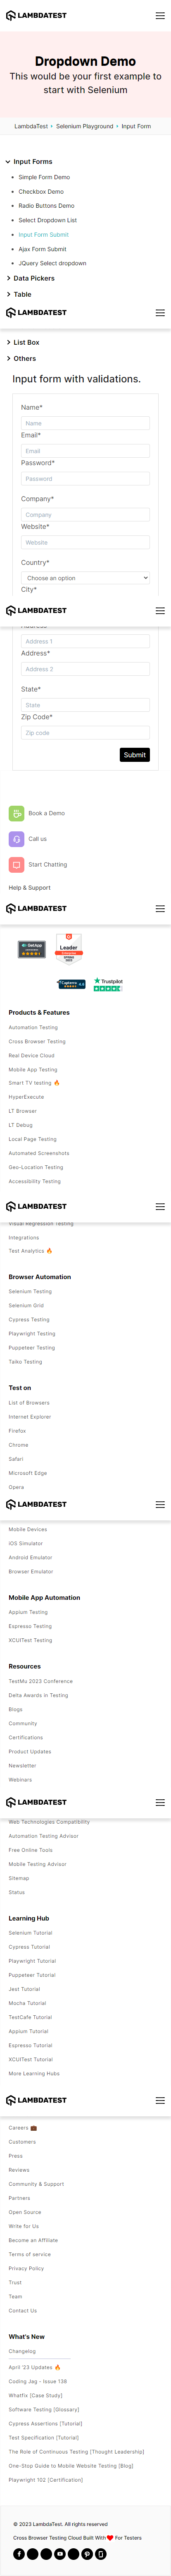 LAMBDATEST
Dropdown Demo
This would be your first example to
start with Selenium
LambdaTest
Selenium Playground
Input Form
Input Forms
Simple Form Demo
Checkbox Demo
Radio Buttons Demo
Select Dropdown List
Input Form Submit
Ajax Form Submit
JQuery Select dropdown
Data Pickers
Table
LAMBDATEST
List Box
Others
Input form with validations.
Name*
Name
Email*
Email
Password*
Password
Company*
Company
Website*
Website
Country*
Choose an option
City*
LAMBDATEST
Address 1
Address*
Address 2
State*
State
Zip Code*
Zip code
Submit
Book a Demo
Call us
Start Chatting
Help & Support
LAMBDATEST
GetApp
Leader
Capterra
Trustpilot
Products & Features
Automation Testing
Cross Browser Testing
Real Device Cloud
Mobile App Testing
Smart TV testing 🔥
HyperExecute
LT Browser
LT Debug
Local Page Testing
Automated Screenshots
Geo-Location Testing
Accessibility Testing
LAMBDATEST
Visual Regression Testing
Integrations
Test Analytics 🔥
Browser Automation
Selenium Testing
Selenium Grid
Cypress Testing
Playwright Testing
Puppeteer Testing
Taiko Testing
Test on
List of Browsers
Internet Explorer
Firefox
Chrome
Safari
Microsoft Edge
Opera
LAMBDATEST
Mobile Devices
iOS Simulator
Android Emulator
Browser Emulator
Mobile App Automation
Appium Testing
Espresso Testing
XCUITest Testing
Resources
TestMu 2023 Conference
Delta Awards in Testing
Blogs
Community
Certifications
Product Updates
Newsletter
Webinars
LAMBDATEST
Web Technologies Compatibility
Automation Testing Advisor
Free Online Tools
Mobile Testing Advisor
Sitemap
Status
Learning Hub
Selenium Tutorial
Cypress Tutorial
Playwright Tutorial
Puppeteer Tutorial
Jest Tutorial
Mocha Tutorial
TestCafe Tutorial
Appium Tutorial
Espresso Tutorial
XCUITest Tutorial
More Learning Hubs
LAMBDATEST
Careers 💼
Customers
Press
Reviews
Community & Support
Partners
Open Source
Write for Us
Become an Affiliate
Terms of service
Privacy Policy
Trust
Team
Contact Us
What's New
Changelog
April '23 Updates 🔥
Coding Jag - Issue 138
Whatfix [Case Study]
Software Testing [Glossary]
Cypress Assertions [Tutorial]
Test Specification [Tutorial]
The Role of Continuous Testing [Thought Leadership]
One-Stop Guide to Mobile Website Testing [Blog]
Playwright 102 [Certification]
© 2023 LambdaTest. All rights reserved
Cross Browser Testing Cloud Built With ❤️ For Testers